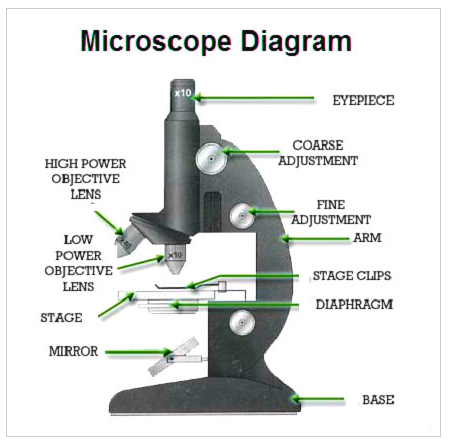 Microscope Diagram
x10
EYEPIECE
COARSE
ADJUSTMENT
HIGH POWER
OBJECTIVE
LENS
FINE
ADJUSTMENT
ARM
LOW
POWER
OBJECTIVE
LENS
x10
STAGE CLIPS
DIAPHRAGM
STAGE
MIRROR
BASE